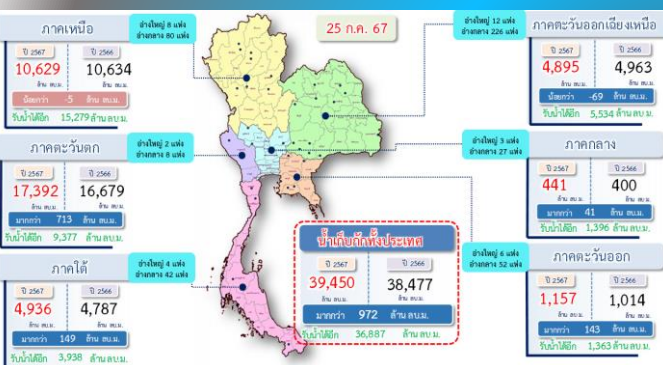 25 ก.ค. 67
ภาคเหนือ
ปี 2567 ปี 2566
10,629 10,634
ล้าน ลบ.ม. ล้าน ลบ.ม.
น้อยกว่า -5 ล้าน ลบ.ม.
รับน้ำได้อีก 15,279 ล้าน ลบ.ม.
อ่างใหญ่ 8 แห่ง
อ่างกลาง 80 แห่ง
ภาคตะวันตก
ปี 2567 ปี 2566
17,392 16,679
ล้าน ลบ.ม. ล้าน ลบ.ม.
มากกว่า 713 ล้าน ลบ.ม.
รับน้ำได้อีก 9,377 ล้าน ลบ.ม.
อ่างใหญ่ 2 แห่ง
อ่างกลาง 8 แห่ง
ภาคใต้
ปี 2567 ปี 2566
4,936 4,787
ล้าน ลบ.ม. ล้าน ลบ.ม.
มากกว่า 149 ล้าน ลบ.ม.
รับน้ำได้อีก 3,938 ล้าน ลบ.ม.
อ่างใหญ่ 4 แห่ง
อ่างกลาง 42 แห่ง
น้ำเก็บกักทั้งประเทศ
ปี 2567 ปี 2566
39,450 38,477
ล้าน ลบ.ม. ล้าน ลบ.ม.
มากกว่า 972 ล้าน ลบ.ม.
รับน้ำได้อีก 36,887 ล้าน ลบ.ม.
อ่างใหญ่ 12 แห่ง
อ่างกลาง 226 แห่ง
ภาคตะวันออกเฉียงเหนือ
ปี 2567 ปี 2566
4,895 4,963
ล้าน ลบ.ม. ล้าน ลบ.ม.
น้อยกว่า -69 ล้าน ลบ.ม.
รับน้ำได้อีก 5,534 ล้าน ลบ.ม.
อ่างใหญ่ 3 แห่ง
อ่างกลาง 27 แห่ง
ภาคกลาง
ปี 2567 ปี 2566
441 400
ล้าน ลบ.ม. ล้าน ลบ.ม.
มากกว่า 41 ล้าน ลบ.ม.
รับน้ำได้อีก 1,396 ล้าน ลบ.ม.
อ่างใหญ่ 6 แห่ง
อ่างกลาง 52 แห่ง
ภาคตะวันออก
ปี 2567 ปี 2566
1,157 1,014
ล้าน ลบ.ม. ล้าน ลบ.ม.
มากกว่า 143 ล้าน ลบ.ม.
รับน้ำได้อีก 1,363 ล้าน ลบ.ม.